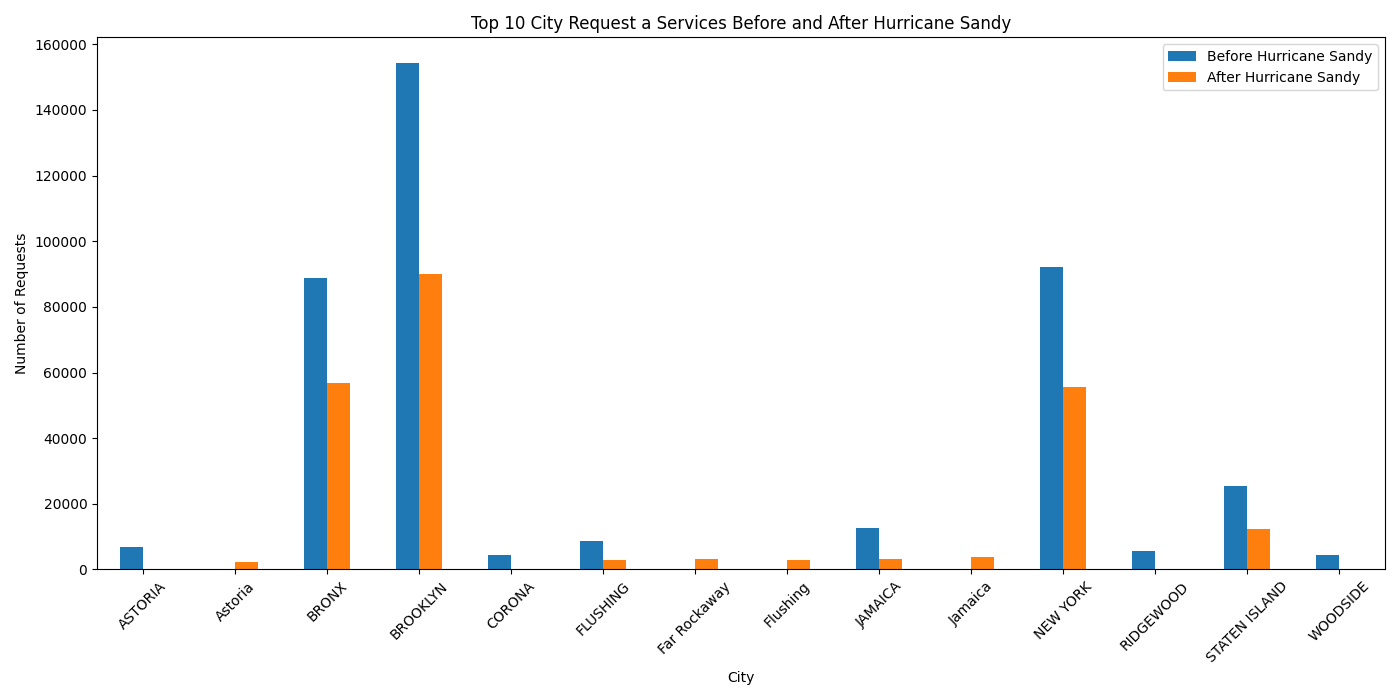 Top 10 City Request a Services Before and After Hurricane Sandy
Before Hurricane Sandy
After Hurricane Sandy
Number of Requests
160000
140000
120000
100000
80000
60000
40000
20000
0
ASTORIA
Astoria
BRONX
BROOKLYN
CORONA
FLUSHING
Far Rockaway
Flushing
JAMAICA
Jamaica
NEW YORK
RIDGEWOOD
STATEN ISLAND
WOODSIDE
City